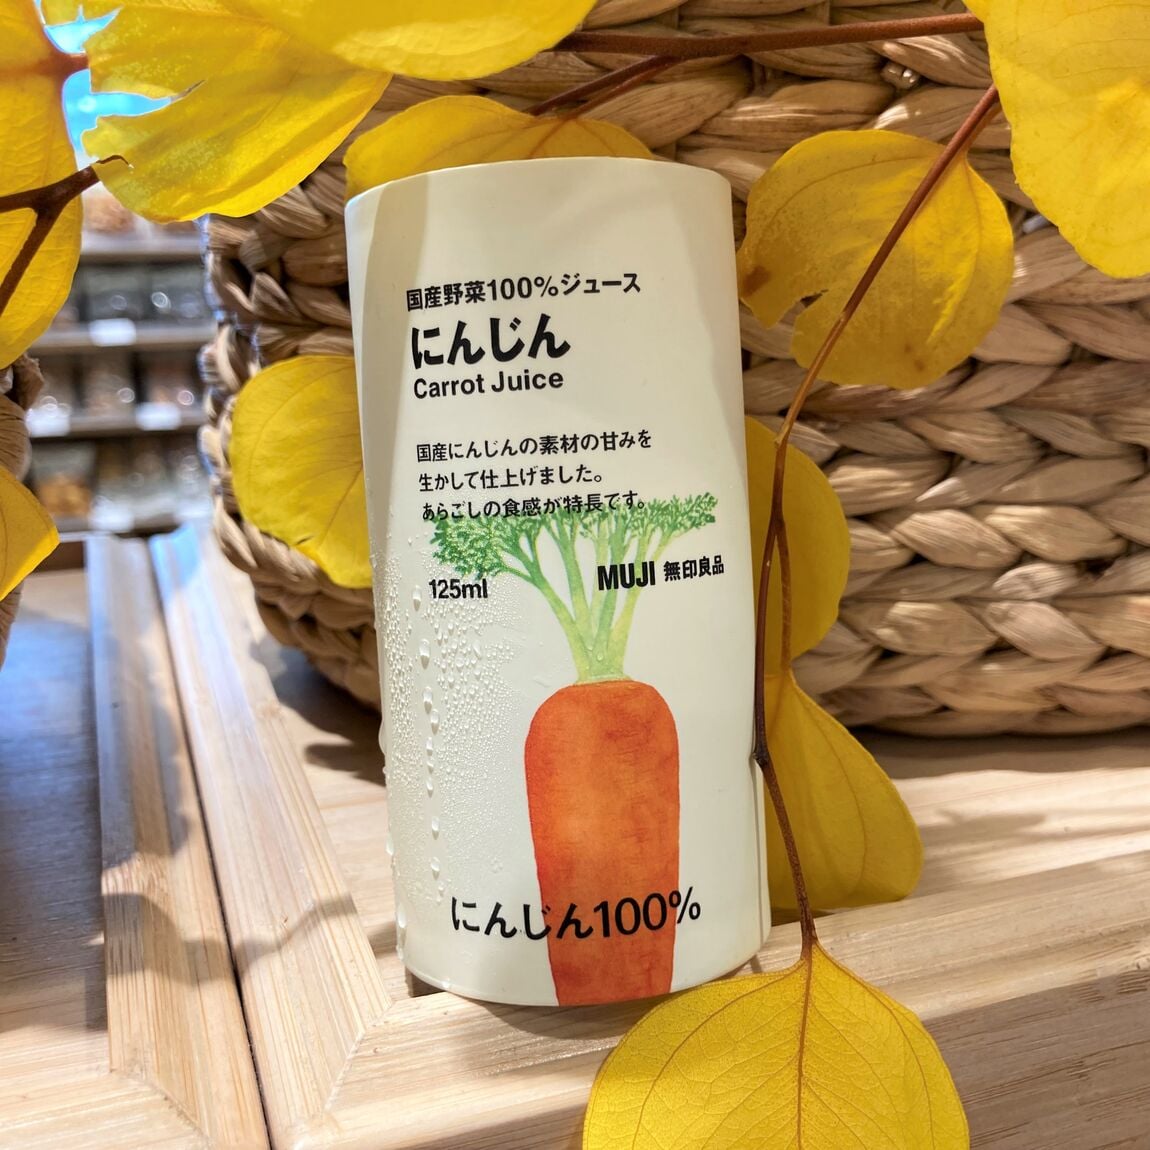 国産野菜100%ジュース
にんじん
Carrot Juice
国産にんじんの素材の甘みを
生かして仕上げました。
あらごしの食感が特長です。
125ml
MUJI 無印良品
にんじん100%